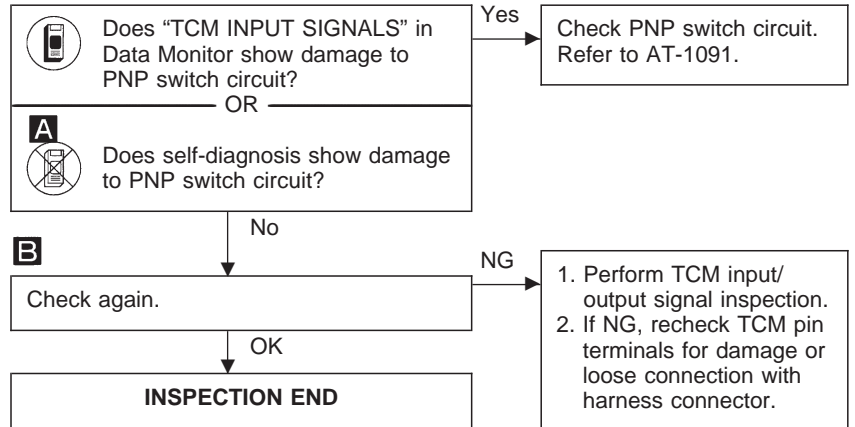 Does “TCM INPUT SIGNALS” in
Data Monitor show damage to
PNP switch circuit?
Yes
Check PNP switch circuit.
Refer to AT-1091.
OR
A
Does self-diagnosis show damage
to PNP switch circuit?
No
B
Check again.
NG
1. Perform TCM input/
output signal inspection.
2. If NG, recheck TCM pin
terminals for damage or
loose connection with
harness connector.
OK
INSPECTION END